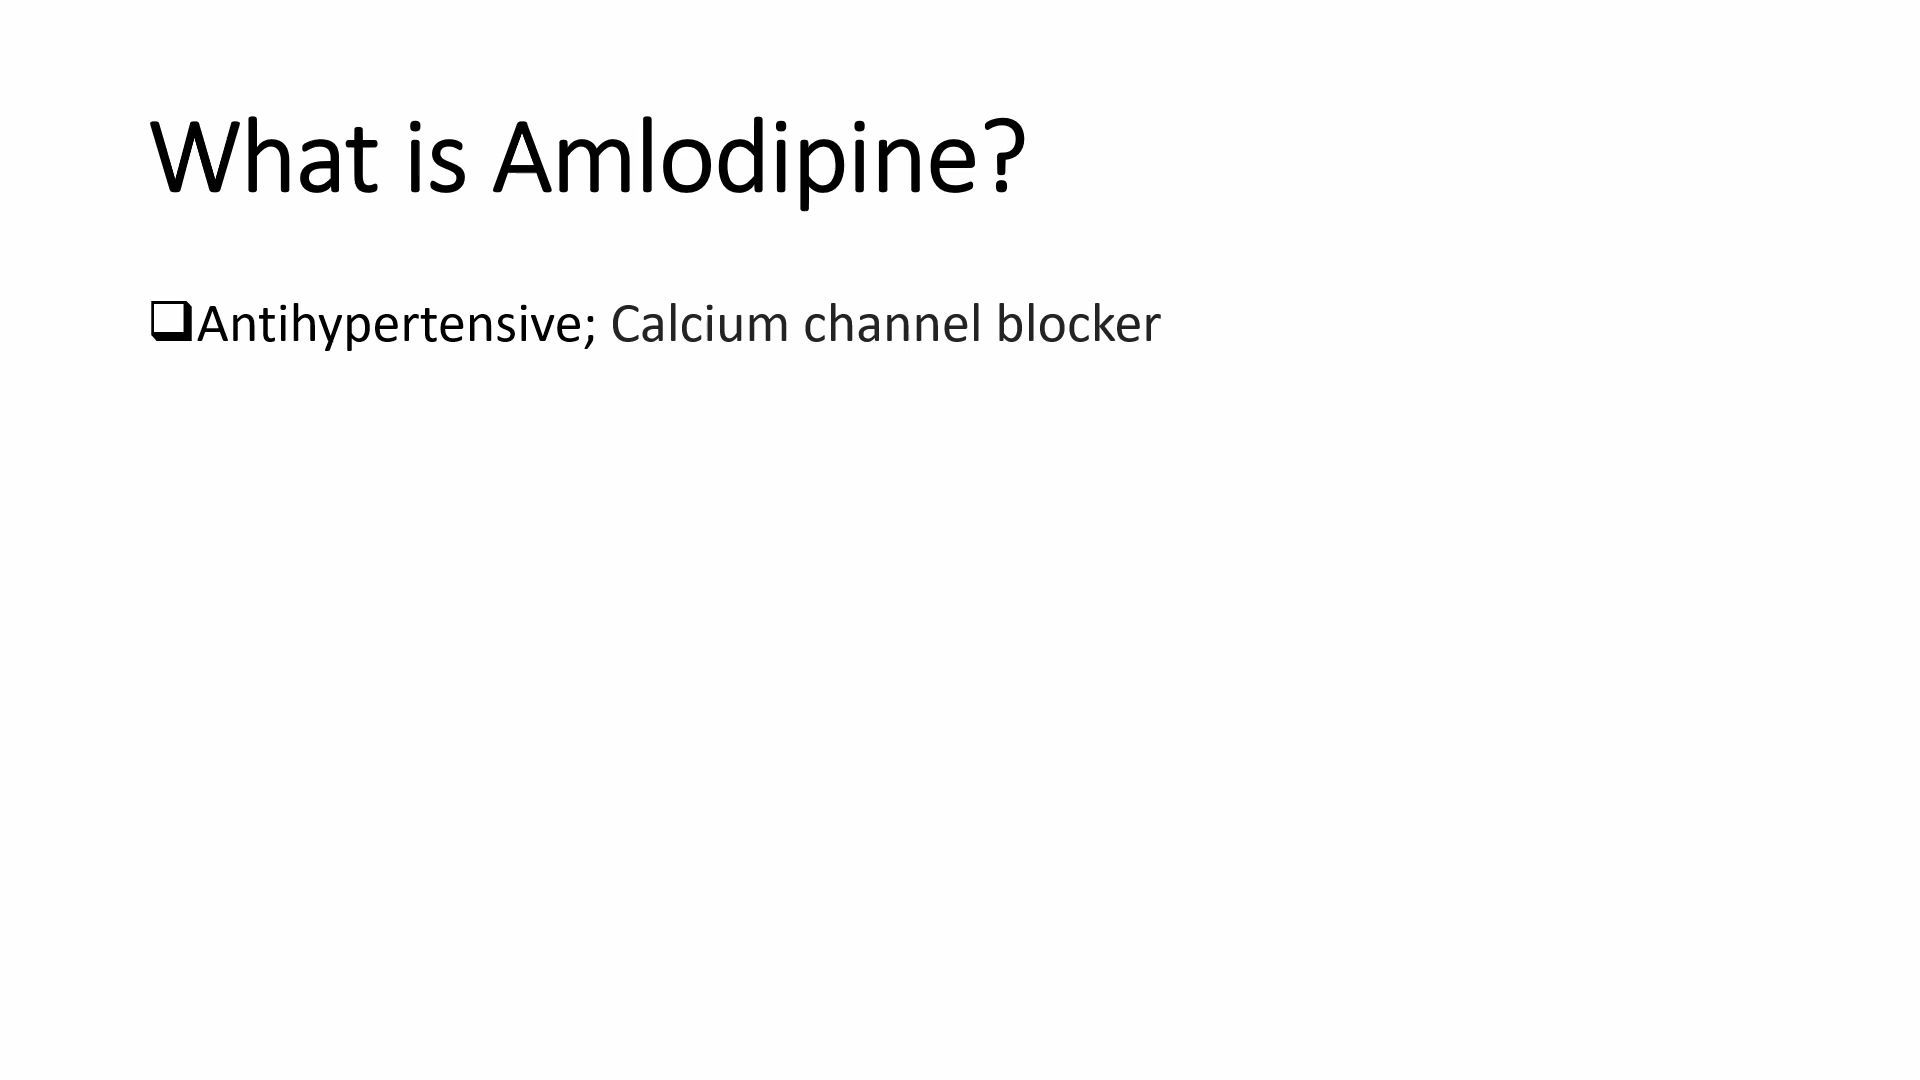 What is Amlodipine?
❑Antihypertensive; Calcium channel blocker